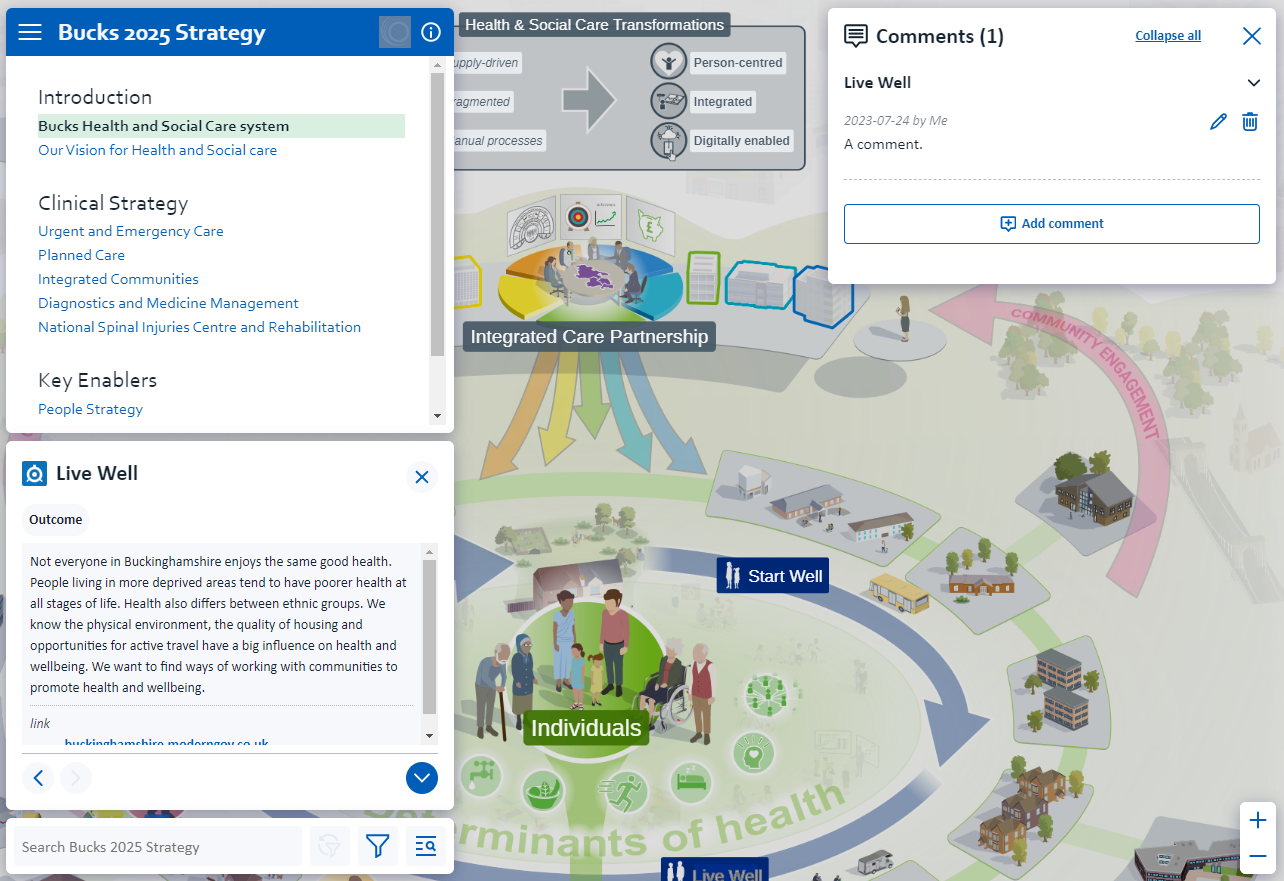 Bucks 2025 Strategy
Introduction
Bucks Health and Social Care system
Our Vision for Health and Social care
Clinical Strategy
Urgent and Emergency Care
Planned Care
Integrated Communities
Diagnostics and Medicine Management
National Spinal Injuries Centre and Rehabilitation
Key Enablers
People Strategy
Live Well
Outcome
Not everyone in Buckinghamshire enjoys the same good health.
People living in more deprived areas tend to have poorer health at
all stages of life. Health also differs between ethnic groups. We
know the physical environment, the quality of housing and
opportunities for active travel have a big influence on health and
wellbeing. We want to find ways of working with communities to
promote health and wellbeing.
link
buckinghamshire.moderngov.co.uk
Search Bucks 2025 Strategy
Health & Social Care Transformations
upply-driven
Person-centred
ragmented
Integrated
anual processes
Digitally enabled
Integrated Care Partnership
COMMUNITY ENGAGEMENT
Start Well
Individuals
terminants of health
Live Well
Comments (1)
Collapse all
Live Well
2023-07-24 by Me
A comment.
Add comment